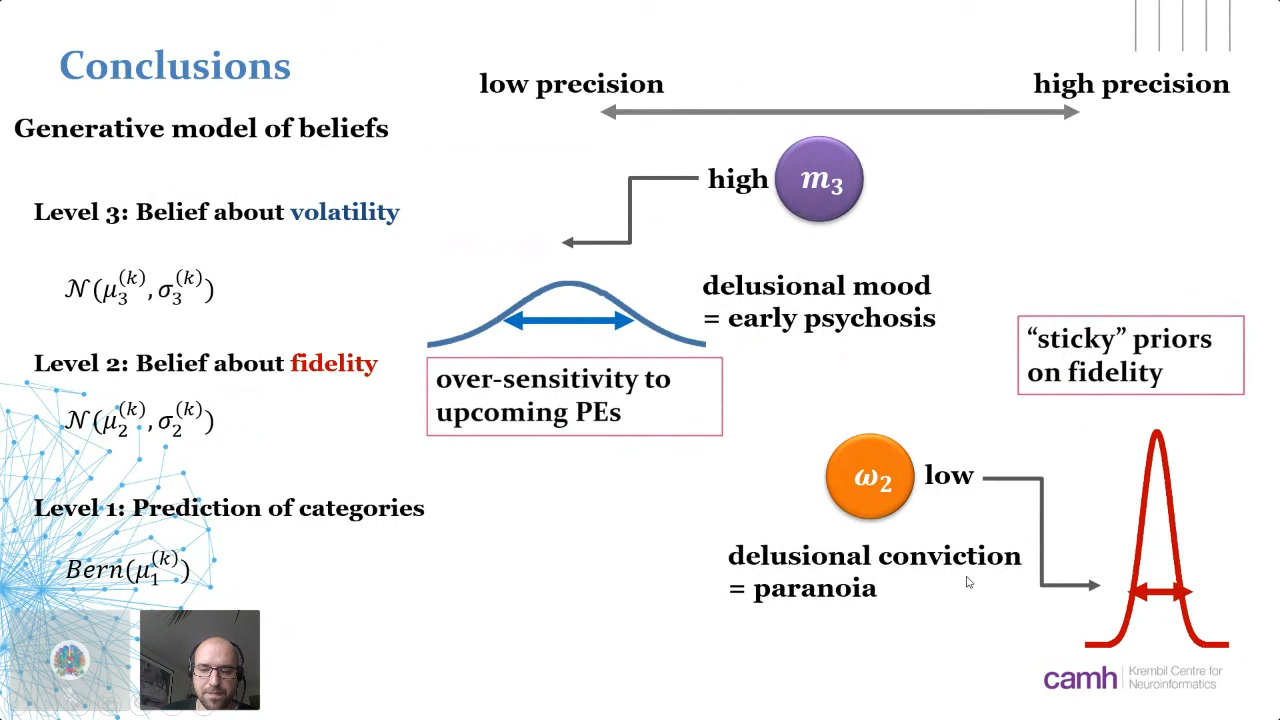 Conclusions
Generative model of beliefs
Level 3: Belief about volatility
𝒩(μ₃⁽ᵏ⁾, σ₃⁽ᵏ⁾)
Level 2: Belief about fidelity
𝒩(μ₂⁽ᵏ⁾, σ₂⁽ᵏ⁾)
Level 1: Prediction of categories
Bern(μ₁⁽ᵏ⁾)
low precision
high precision
high m₃
delusional mood
= early psychosis
over-sensitivity to
upcoming PEs
"sticky" priors
on fidelity
ω₂ low
delusional conviction
= paranoia
camh
Krembil Centre for
Neuroinformatics